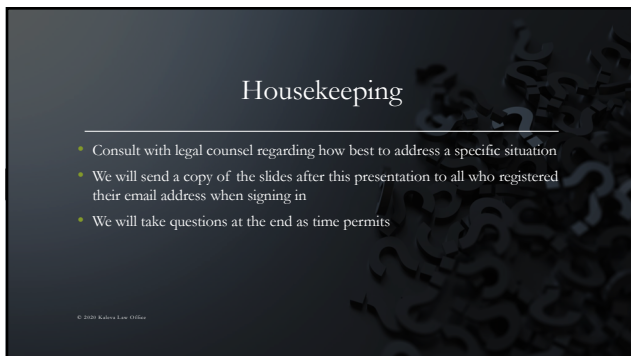 Housekeeping
• Consult with legal counsel regarding how best to address a specific situation
• We will send a copy of the slides after this presentation to all who registered
their email address when signing in
• We will take questions at the end as time permits
© 2020 Kaleva Law Office